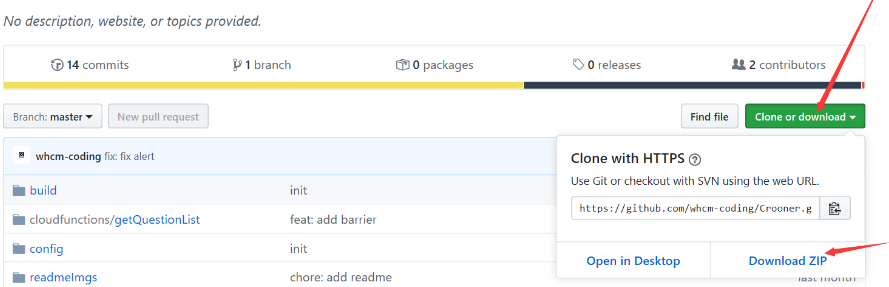 No description, website, or topics provided.
14 commits 1 branch 0 packages 0 releases 2 contributors
Branch: master New pull request Find file Clone or download
whcm-coding fix: fix alert
Clone with HTTPS ?
Use Git or checkout with SVN using the web URL.
build init
https://github.com/whcm-coding/Crooner.g
cloudfunctions/getQuestionList feat: add barrier
config init
Open in Desktop Download ZIP
readmeImgs chore: add readme last month